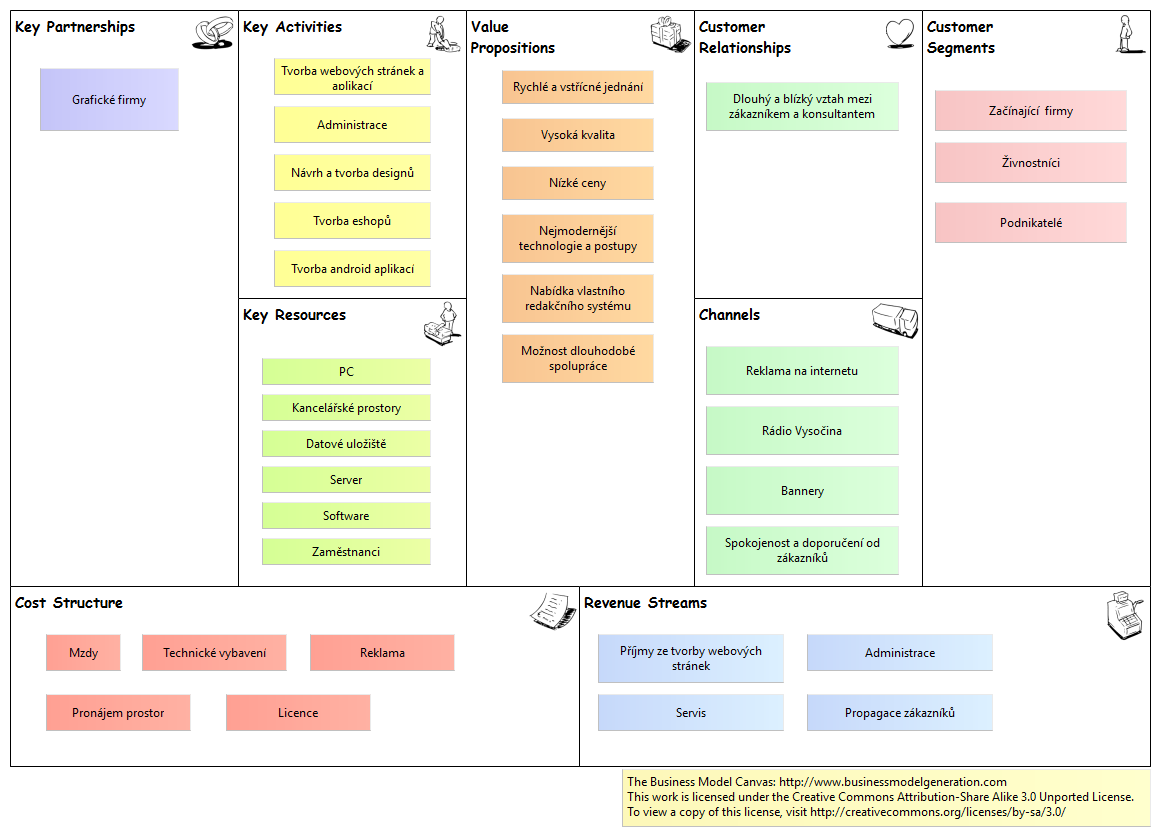 Key Partnerships
Grafické firmy
Key Activities
Tvorba webových stránek a
aplikací
Administrace
Návrh a tvorba designů
Tvorba eshopů
Tvorba android aplikací
Key Resources
PC
Kancelářské prostory
Datové uložiště
Server
Software
Zaměstnanci
Value
Propositions
Rychlé a vstřícné jednání
Vysoká kvalita
Nízké ceny
Nejmodernější
technologie a postupy
Nabídka vlastního
redakčního systému
Možnost dlouhodobé
spolupráce
Customer
Relationships
Dlouhý a blízký vztah mezi
zákazníkem a konsultantem
Channels
Reklama na internetu
Rádio Vysočina
Bannery
Spokojenost a doporučení od
zákazníků
Customer
Segments
Začínající firmy
Živnostníci
Podnikatelé
Cost Structure
Mzdy
Technické vybavení
Reklama
Pronájem prostor
Licence
Revenue Streams
Příjmy ze tvorby webových
stránek
Administrace
Servis
Propagace zákazníků
The Business Model Canvas: http://www.businessmodelgeneration.com
This work is licensed under the Creative Commons Attribution-Share Alike 3.0 Unported License.
To view a copy of this license, visit http://creativecommons.org/licenses/by-sa/3.0/